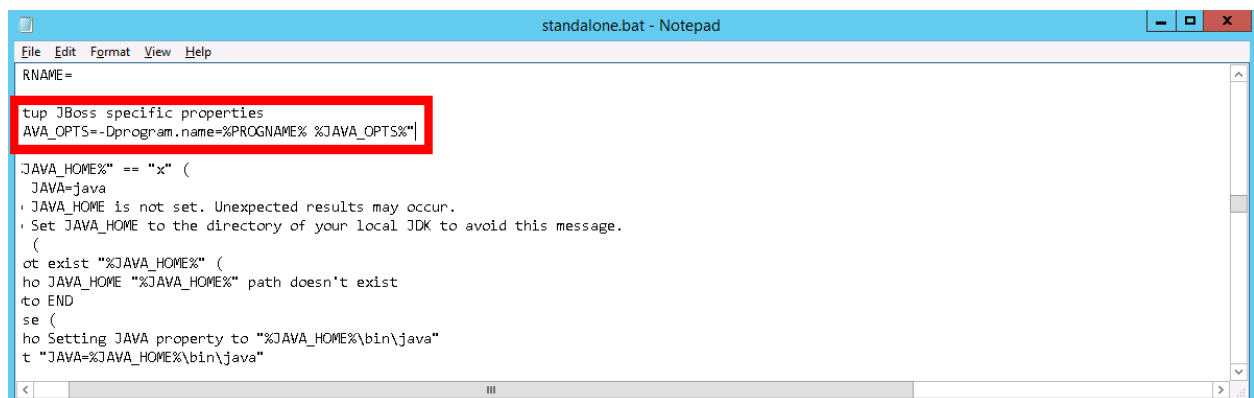 standalone.bat - Notepad
File Edit Format View Help
RNAME=
tup JBoss specific properties
AVA_OPTS=-Dprogram.name=%PROGNAME% %JAVA_OPTS%"
JAVA_HOME%" == "x" (
JAVA=java
JAVA_HOME is not set. Unexpected results may occur.
Set JAVA_HOME to the directory of your local JDK to avoid this message.
(
ot exist "%JAVA_HOME%" (
ho JAVA_HOME "%JAVA_HOME%" path doesn't exist
to END
se (
ho Setting JAVA property to "%JAVA_HOME%\bin\java"
t "JAVA=%JAVA_HOME%\bin\java"